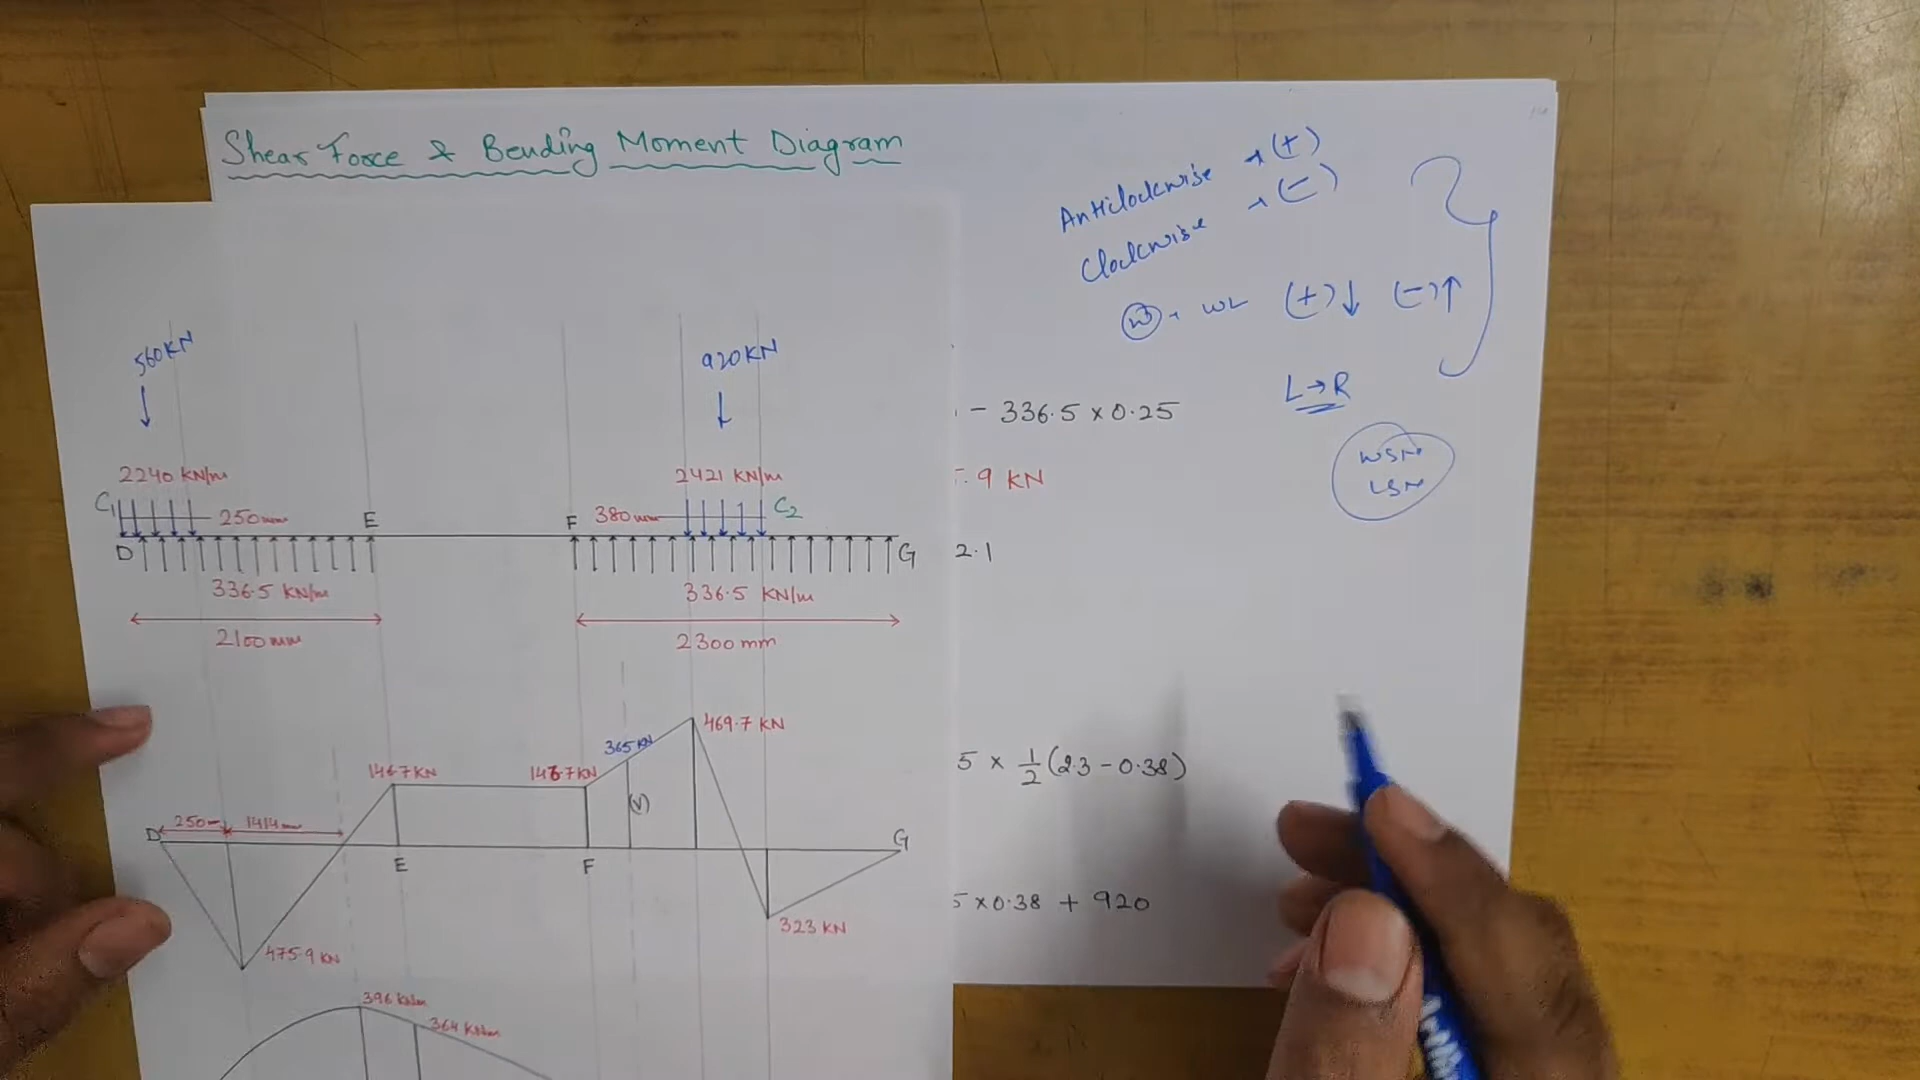 Shear Force & Bending Moment Diagram
Anticlockwise → (+)
Clockwise → (-)
(+)↓ (-)↑
L→R
WSM
LSM
560KN
920KN
- 336.5 x 0.25
2240 KN/m
2421 KN/m
.9 KN
C1
250mm
E
F
380mm
C2
D
G
2.1
336.5 KN/m
336.5 KN/m
2100mm
2300mm
469.7 KN
365 KN
5 x 1/2 (2.3 - 0.38)
146.7 KN
146.7 KN
(V)
D
250
1414mm
G
E
F
5 x 0.38 + 920
323 KN
475.9 KN
396 KNm
364 KNm